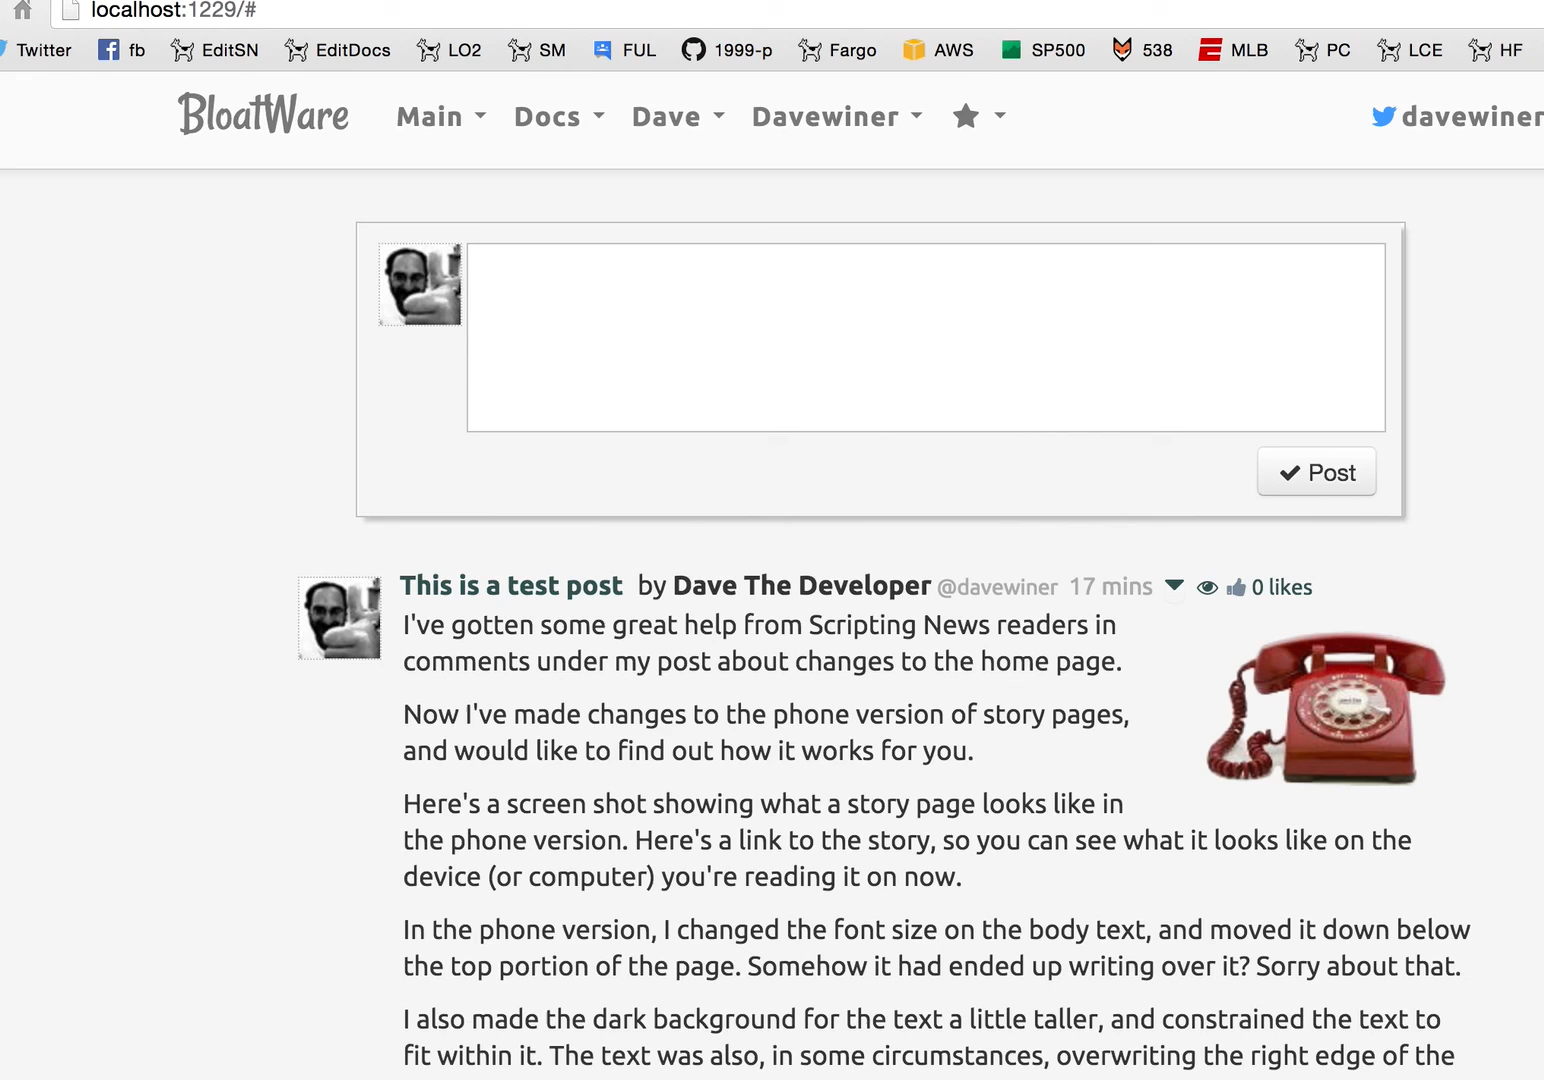 localhost:1229/#
Twitter fb EditSN EditDocs LO2 SM FUL 1999-p Fargo AWS SP500 538 MLB PC LCE HF
BloatWare Main Docs Dave Davewiner davewiner
Post
This is a test post by Dave The Developer @davewiner 17 mins 0 likes
I've gotten some great help from Scripting News readers in
comments under my post about changes to the home page.
Now I've made changes to the phone version of story pages,
and would like to find out how it works for you.
Here's a screen shot showing what a story page looks like in
the phone version. Here's a link to the story, so you can see what it looks like on the
device (or computer) you're reading it on now.
In the phone version, I changed the font size on the body text, and moved it down below
the top portion of the page. Somehow it had ended up writing over it? Sorry about that.
I also made the dark background for the text a little taller, and constrained the text to
fit within it. The text was also, in some circumstances, overwriting the right edge of the